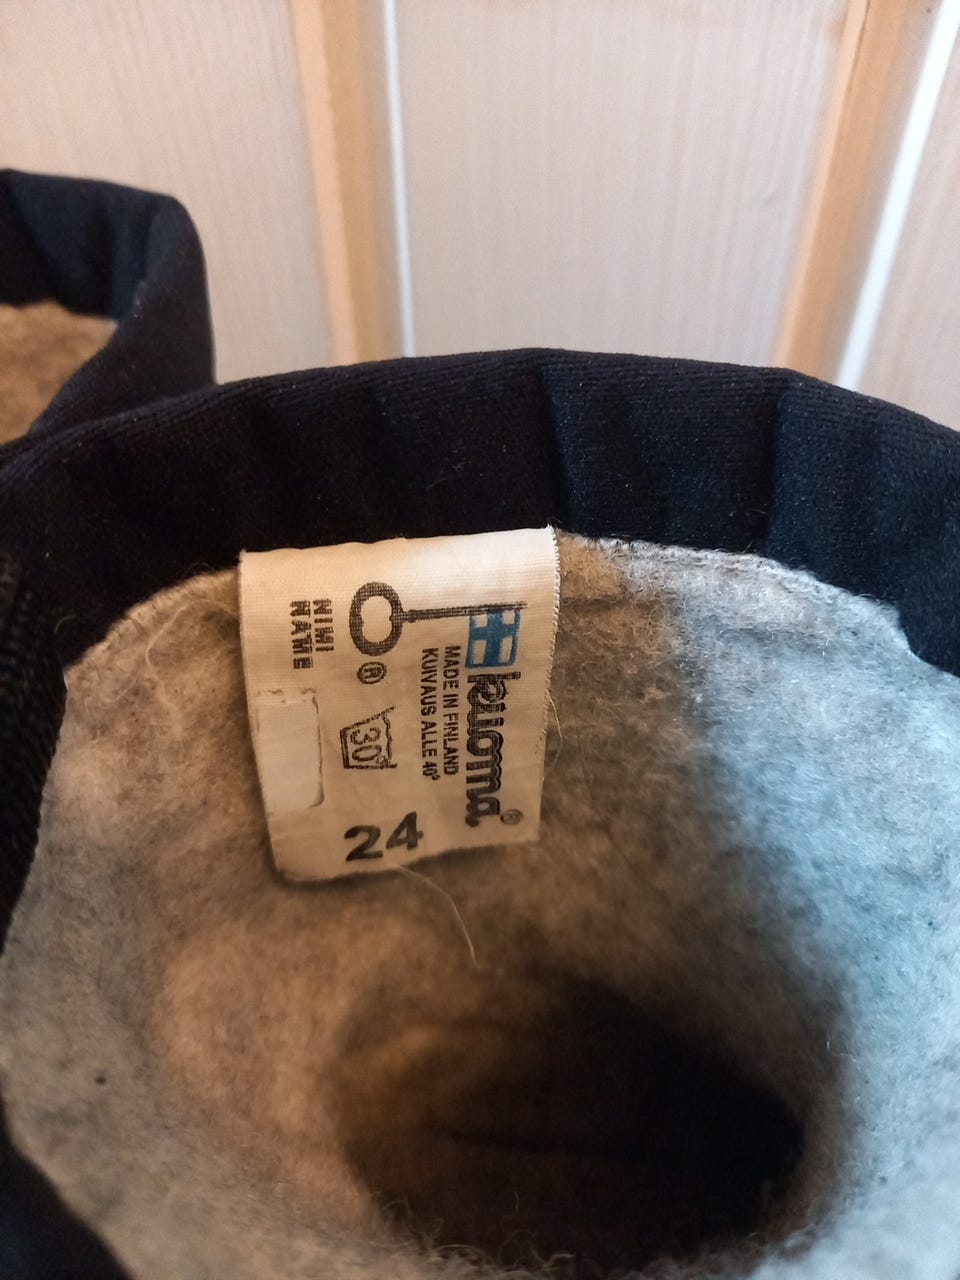 kuoma®
MADE IN FINLAND
KUIVAUS ALLE 40°
®
30°
NIMI
NAME
24